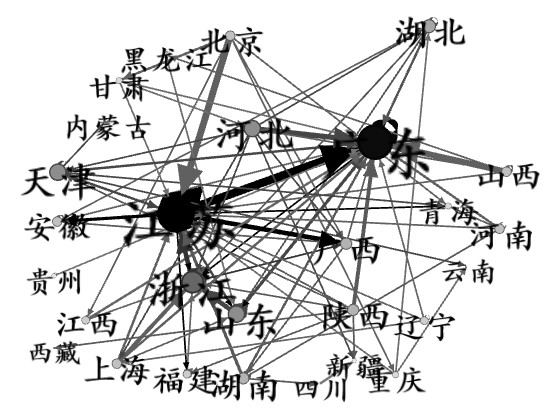 北京
湖北
黑龙江
甘肃
内蒙古
河北
广东
天津
山西
青海
安徽
江苏
河南
广西
云南
贵州
浙江
江西
山东
陕西
辽宁
西藏
上海
福建
湖南
四川
新疆
重庆